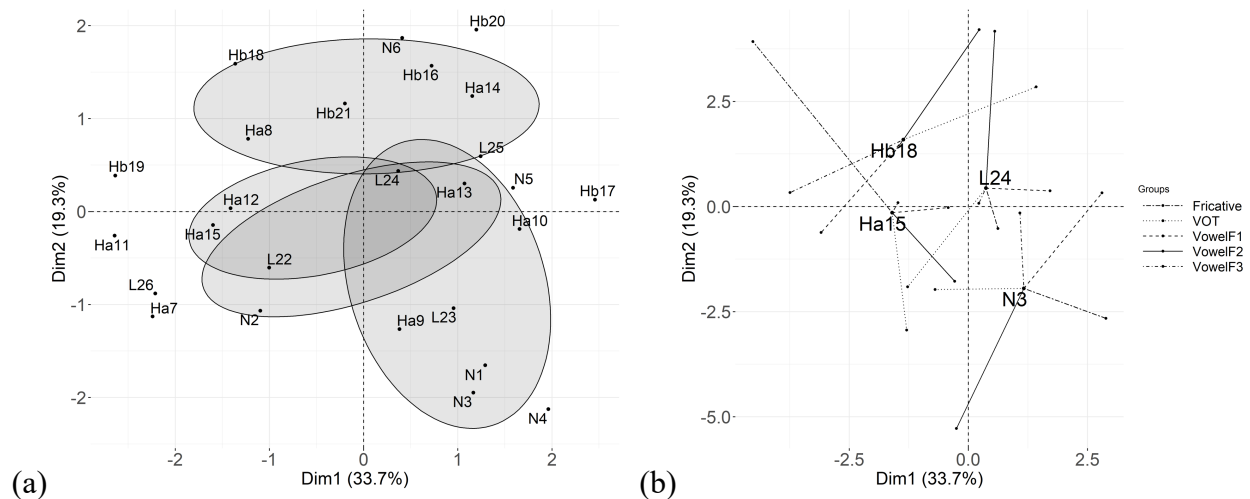 2
1
0
-1
-2
Dim2 (19.3%)
Hb20
N6
Hb18
Hb16
Ha14
Hb21
Ha8
L25
Hb19
L24
N5
Ha13
Hb17
Ha12
Ha10
Ha15
Ha11
L22
L26
Ha7
N2
Ha9
L23
N1
N3
N4
-2
-1
0
1
2
Dim1 (33.7%)
(a)
2.5
0.0
-2.5
-5.0
Dim2 (19.3%)
Hb18
L24
Ha15
N3
-2.5
0.0
2.5
Dim1 (33.7%)
(b)
Groups
Fricative
VOT
VowelF1
VowelF2
VowelF3